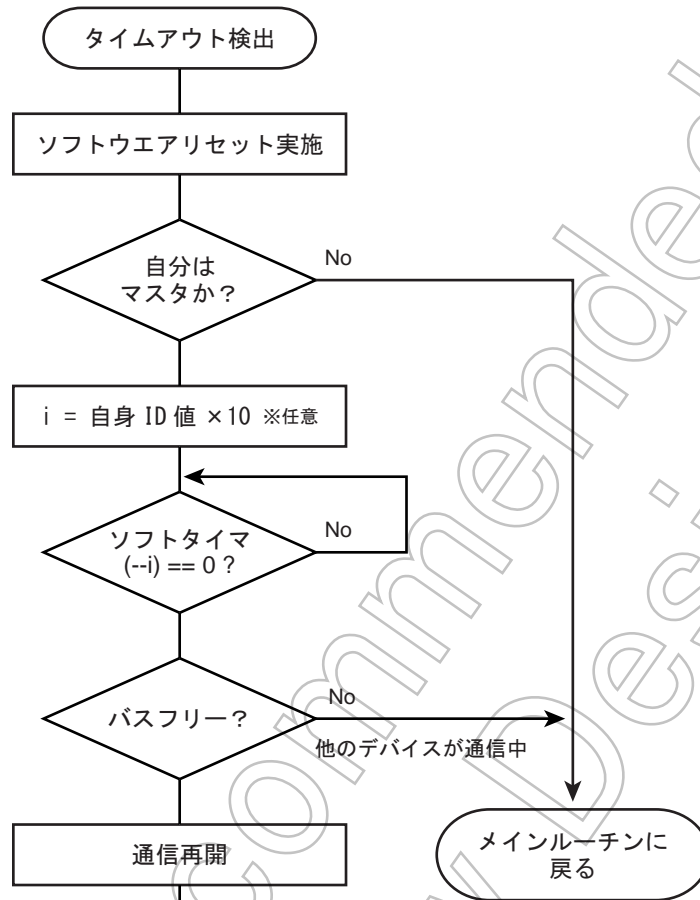 タイムアウト検出
ソフトウエアリセット実施
自分は
マスタか？
No
i = 自身 ID 値 ×10 ※任意
ソフトタイマ
(--i) == 0 ?
No
バスフリー？
No
他のデバイスが通信中
通信再開
メインルーチンに
戻る
commended
Desi